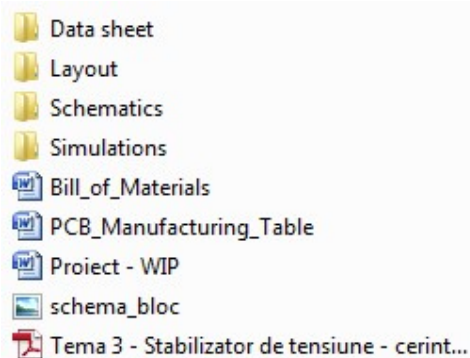 Data sheet
Layout
Schematics
Simulations
Bill_of_Materials
PCB_Manufacturing_Table
Proiect - WIP
schema_bloc
Tema 3 - Stabilizator de tensiune - cerint...